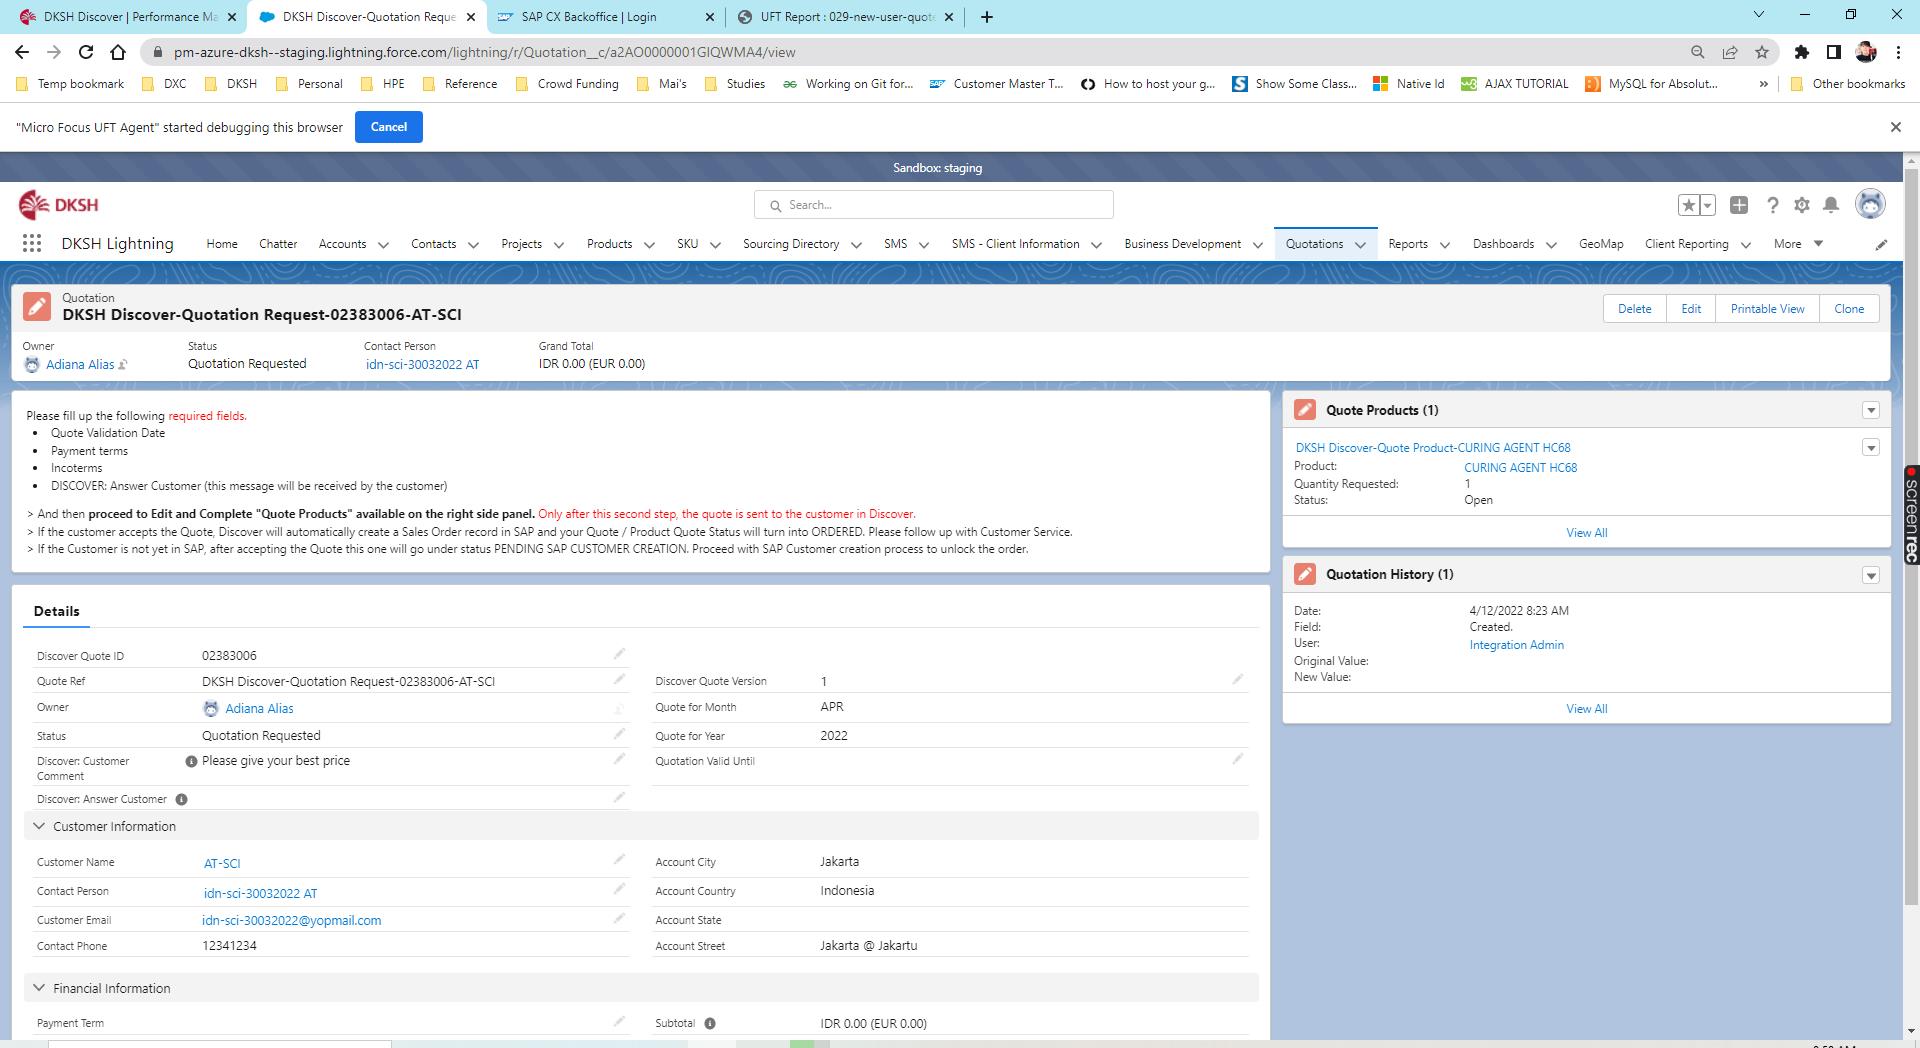 DKSH Discover | Performance Ma
DKSH Discover-Quotation Reque
SAP CX Backoffice | Login
UFT Report : 029-new-user-quot
pm-azure-dksh--staging.lightning.force.com/lightning/r/Quotation__c/a2AO0000001GIQWMA4/view
Temp bookmark
DXC
DKSH
Personal
HPE
Reference
Crowd Funding
Mai's
Studies
Working on Git for...
Customer Master T...
How to host your g...
Show Some Class...
Native Id
AJAX TUTORIAL
MySQL for Absolut...
Other bookmarks
"Micro Focus UFT Agent" started debugging this browser
Cancel
Sandbox: staging
DKSH
Search...
DKSH Lightning
Home
Chatter
Accounts
Contacts
Projects
Products
SKU
Sourcing Directory
SMS
SMS - Client Information
Business Development
Quotations
Reports
Dashboards
GeoMap
Client Reporting
More
Quotation
DKSH Discover-Quotation Request-02383006-AT-SCI
Delete
Edit
Printable View
Clone
Owner
Adiana Alias
Status
Quotation Requested
Contact Person
idn-sci-30032022 AT
Grand Total
IDR 0.00 (EUR 0.00)
Please fill up the following required fields.
• Quote Validation Date
• Payment terms
• Incoterms
• DISCOVER: Answer Customer (this message will be received by the customer)
> And then proceed to Edit and Complete "Quote Products" available on the right side panel. Only after this second step, the quote is sent to the customer in Discover.
> If the customer accepts the Quote, Discover will automatically create a Sales Order record in SAP and your Quote / Product Quote Status will turn into ORDERED. Please follow up with Customer Service.
> If the Customer is not yet in SAP, after accepting the Quote this one will go under status PENDING SAP CUSTOMER CREATION. Proceed with SAP Customer creation process to unlock the order.
Details
Discover Quote ID 02383006
Quote Ref DKSH Discover-Quotation Request-02383006-AT-SCI
Discover Quote Version 1
Owner Adiana Alias
Quote for Month APR
Status Quotation Requested
Quote for Year 2022
Discover: Customer
Comment
Please give your best price
Quotation Valid Until
Discover: Answer Customer
Customer Information
Customer Name AT-SCI
Account City Jakarta
Contact Person idn-sci-30032022 AT
Account Country Indonesia
Customer Email idn-sci-30032022@yopmail.com
Account State
Contact Phone 12341234
Account Street Jakarta @ Jakartu
Financial Information
Payment Term
Subtotal IDR 0.00 (EUR 0.00)
Quote Products (1)
DKSH Discover-Quote Product-CURING AGENT HC68
Product: CURING AGENT HC68
Quantity Requested: 1
Status: Open
View All
Quotation History (1)
Date: 4/12/2022 8:23 AM
Field: Created.
User: Integration Admin
Original Value:
New Value:
View All
screenrec